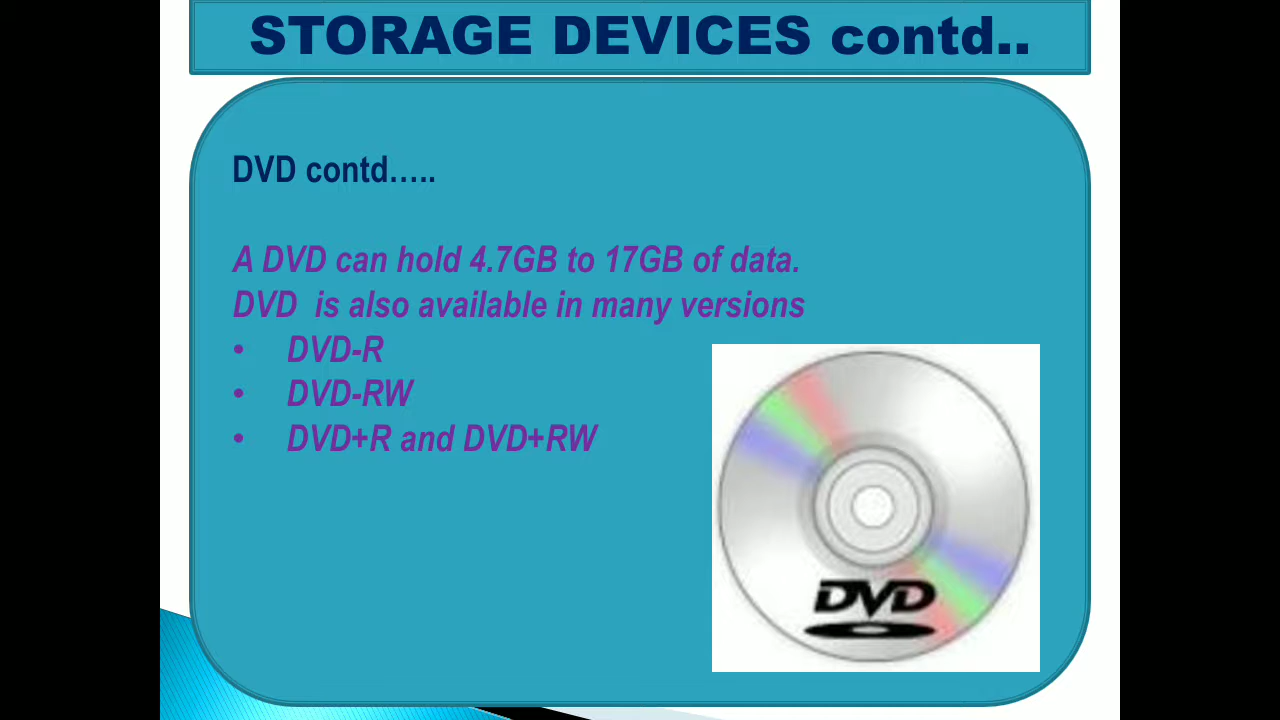 STORAGE DEVICES contd..
DVD contd…..
A DVD can hold 4.7GB to 17GB of data.
DVD  is also available in many versions
• DVD-R
• DVD-RW
• DVD+R and DVD+RW
DVD